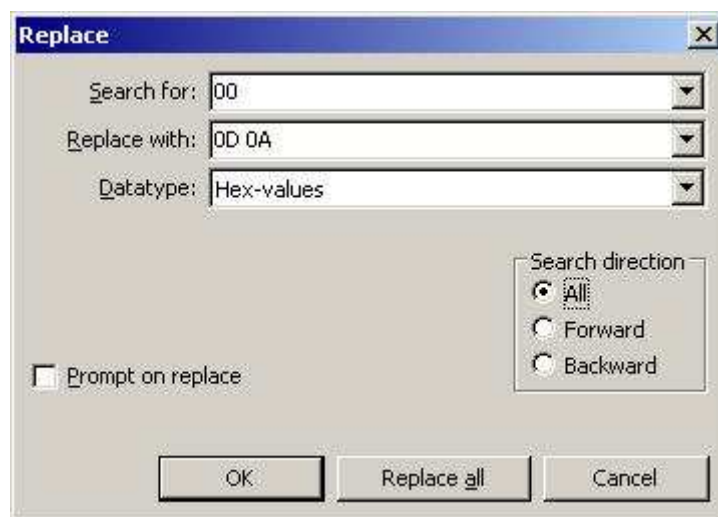 Replace
Search for: 00
Replace with: 0D 0A
Datatype: Hex-values
Search direction
All
Forward
Backward
Prompt on replace
OK Replace all Cancel